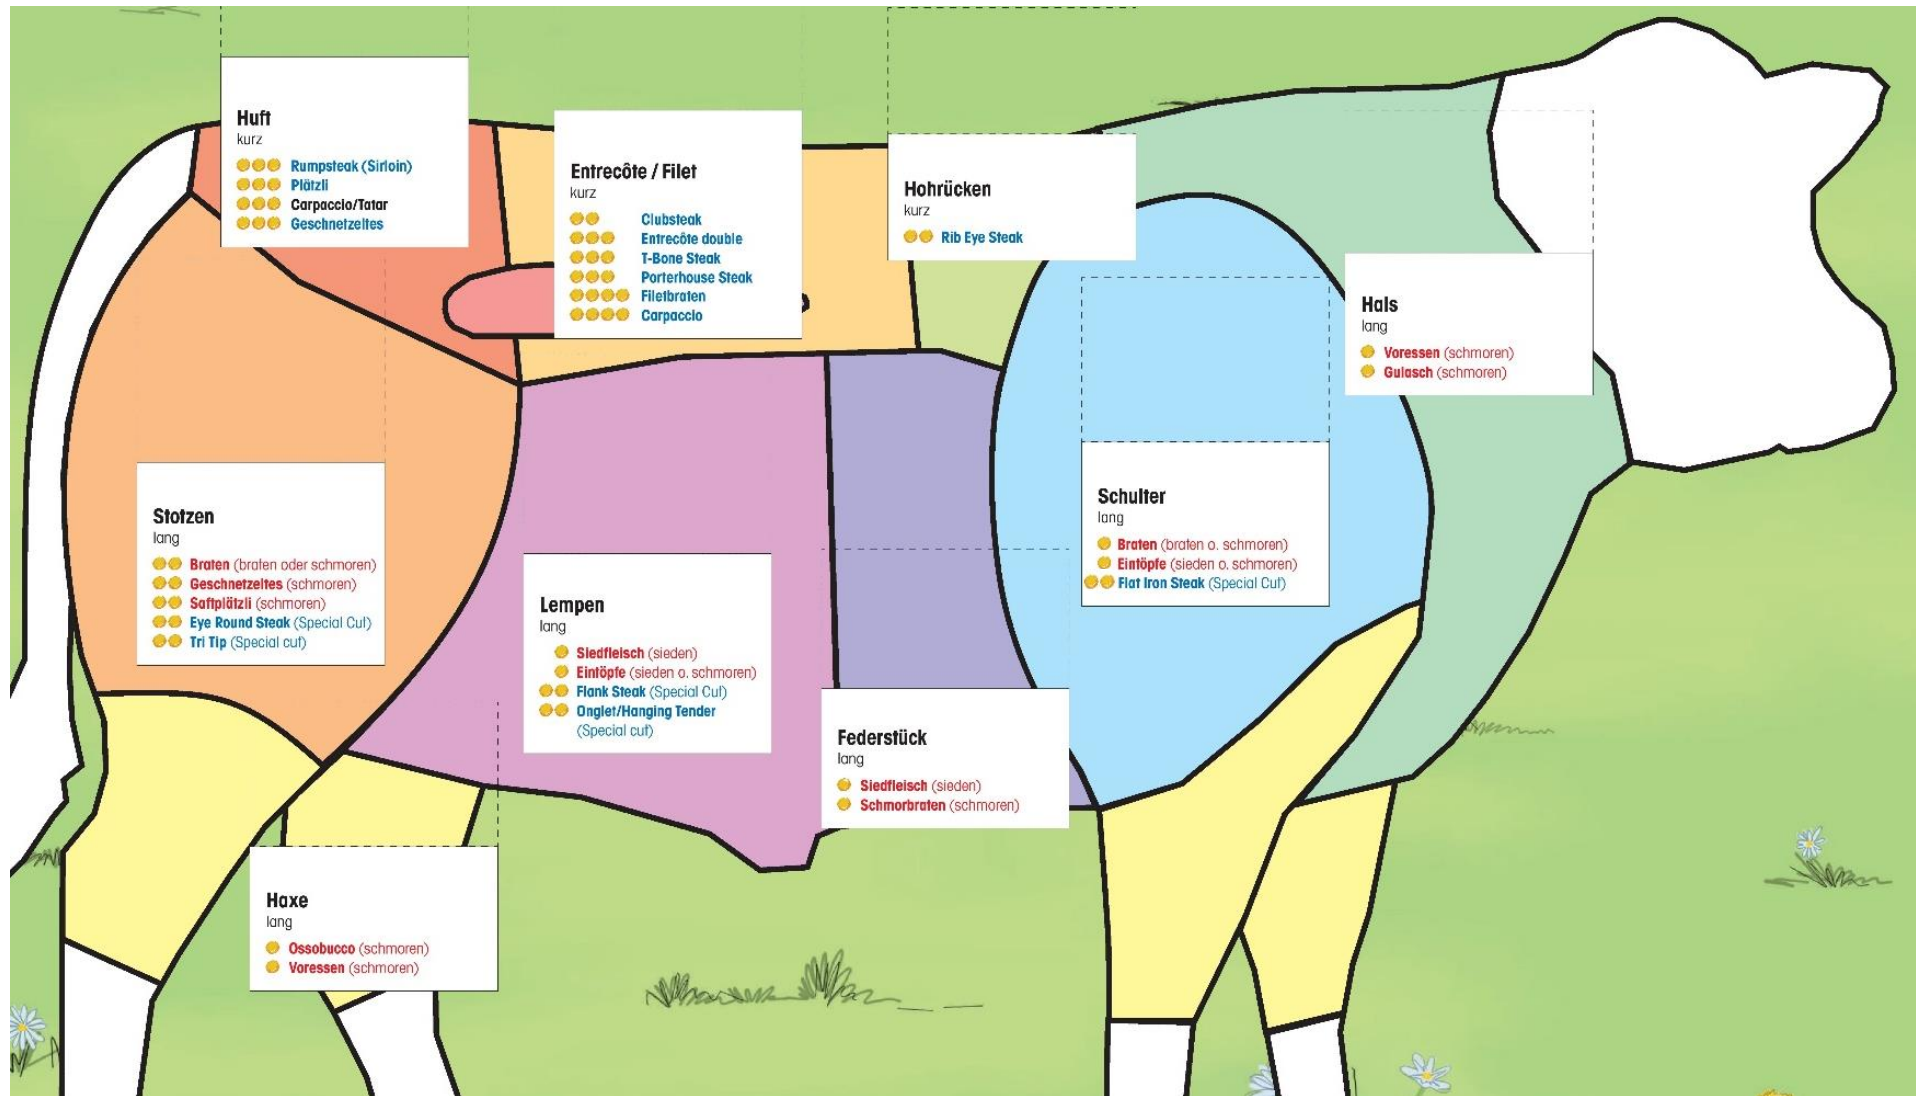 Huft
kurz
Rumpsteak (Sirloin)
Plätzli
Carpaccio/Tatar
Geschnetzeltes
Entrecôte / Filet
kurz
Clubsteak
Entrecôte double
T-Bone Steak
Porterhouse Steak
Filetbraten
Carpaccio
Hohrücken
kurz
Rib Eye Steak
Hals
lang
Voressen (schmoren)
Gulasch (schmoren)
Stotzen
lang
Braten (braten oder schmoren)
Geschnetzeltes (schmoren)
Saftplätzli (schmoren)
Eye Round Steak (Special Cut)
Tri Tip (Special cut)
Lempen
lang
Siedfleisch (sieden)
Eintöpfe (sieden o. schmoren)
Flank Steak (Special Cut)
Onglet/Hanging Tender
(Special cut)
Schulter
lang
Braten (braten o. schmoren)
Eintöpfe (sieden o. schmoren)
Flat Iron Steak (Special Cut)
Federstück
lang
Siedfleisch (sieden)
Schmorbraten (schmoren)
Haxe
lang
Ossobucco (schmoren)
Voressen (schmoren)